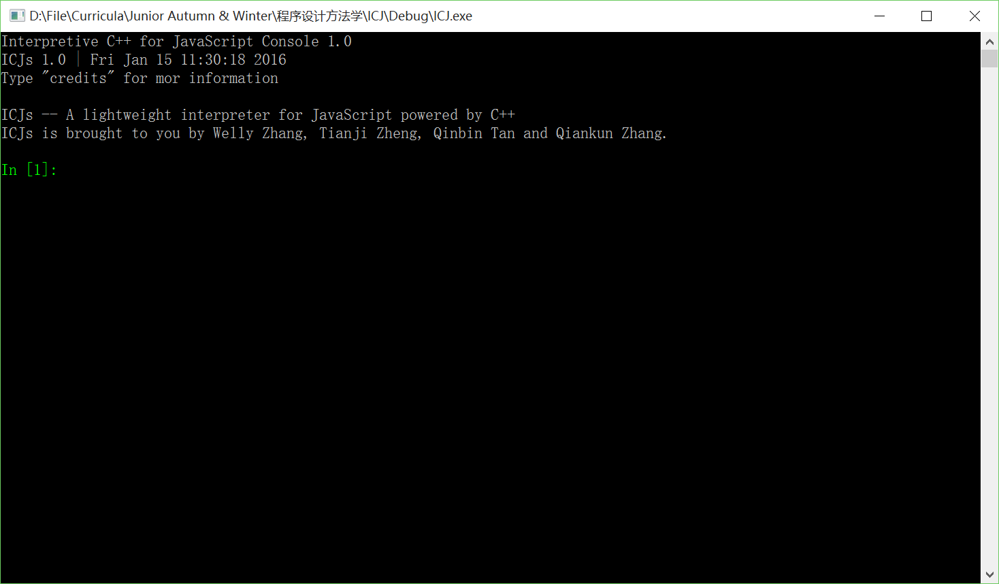 D:\File\Curricula\Junior Autumn & Winter\程序设计方法学\ICJ\Debug\ICJ.exe
Interpretive C++ for JavaScript Console 1.0
ICJs 1.0 | Fri Jan 15 11:30:18 2016
Type "credits" for mor information
ICJs -- A lightweight interpreter for JavaScript powered by C++
ICJs is brought to you by Welly Zhang, Tianji Zheng, Qinbin Tan and Qiankun Zhang.
In [1]: